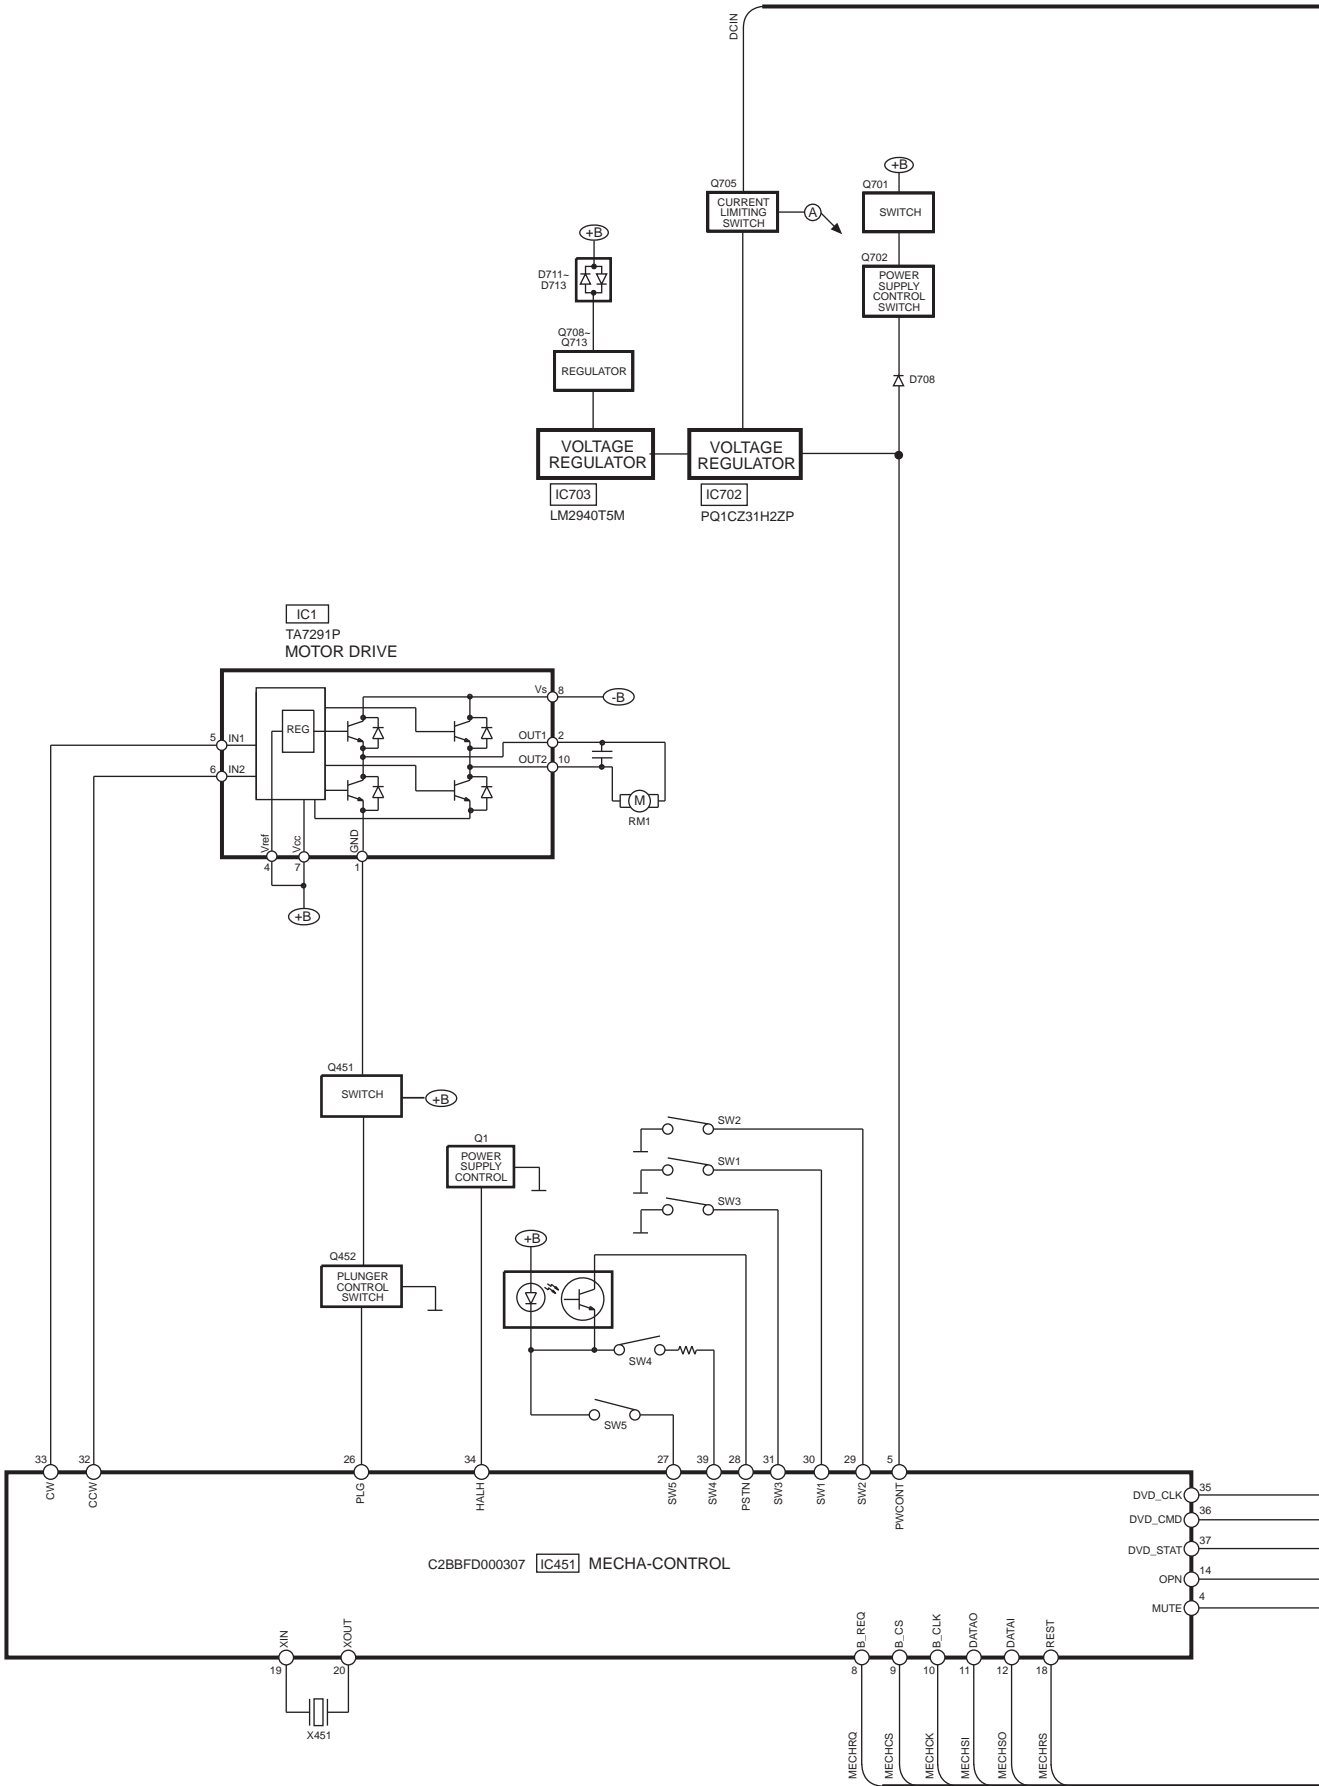 DCIN
+B
Q705
Q701
CURRENT
LIMITING
SWITCH
A
SWITCH
+B
Q702
D711~
D713
POWER
SUPPLY
CONTROL
SWITCH
Q708~
Q713
REGULATOR
D708
VOLTAGE
REGULATOR
VOLTAGE
REGULATOR
IC703
IC702
LM2940T5M
PQ1CZ31H2ZP
IC1
TA7291P
MOTOR DRIVE
Vs
8
-B
REG
5
IN1
OUT1
2
6
IN2
OUT2
10
M
RM1
Vref
Vcc
GND
4
7
1
+B
Q451
SWITCH
+B
SW2
Q1
POWER
SUPPLY
CONTROL
SW1
SW3
+B
Q452
PLUNGER
CONTROL
SWITCH
SW4
SW5
33
32
26
34
27
39
28
31
30
29
5
CW
CCW
PLG
HALH
SW5
SW4
PSTN
SW3
SW1
SW2
PWCONT
DVD_CLK
35
DVD_CMD
36
DVD_STAT
37
OPN
14
MUTE
4
C2BBFD000307 IC451 MECHA-CONTROL
XIN
XOUT
B_REQ
B_CS
B_CLK
DATAO
DATAI
REST
19
20
8
9
10
11
12
18
X451
MECHRQ
MECHCS
MECHCK
MECHSI
MECHSO
MECHRS